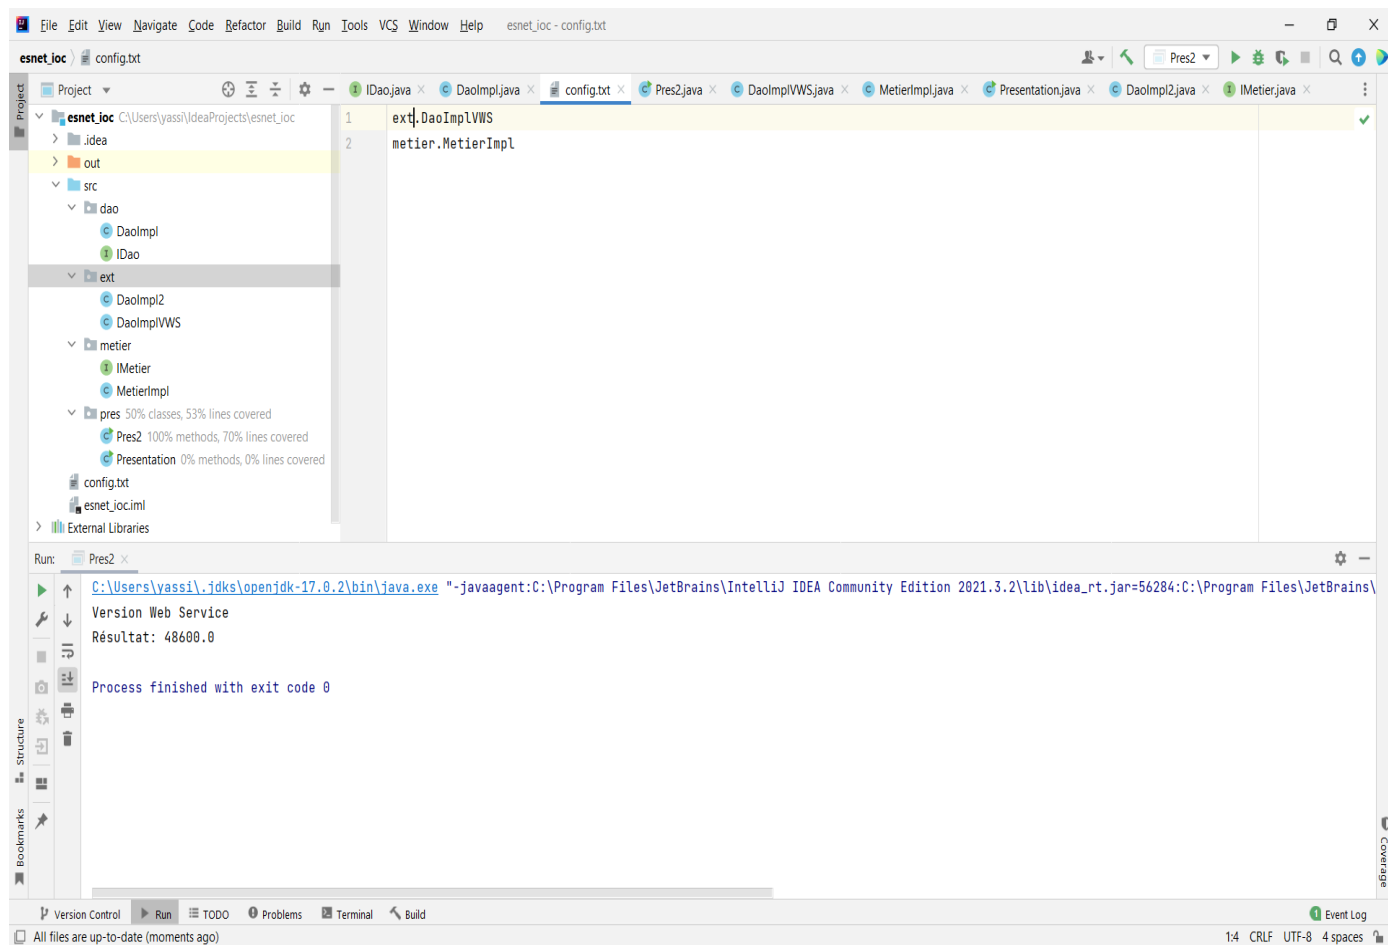 File Edit View Navigate Code Refactor Build Run Tools VCS Window Help esnet_ioc - config.txt
esnet_ioc config.txt
Pres2
Project
Project
IDao.java DaoImpl.java config.txt Pres2.java DaoImplVWS.java MetierImpl.java Presentation.java DaoImpl2.java IMetier.java
esnet_ioc C:\Users\yassi\IdeaProjects\esnet_ioc
.idea
out
src
dao
DaoImpl
IDao
ext
DaoImpl2
DaoImplVWS
metier
IMetier
MetierImpl
pres 50% classes, 53% lines covered
Pres2 100% methods, 70% lines covered
Presentation 0% methods, 0% lines covered
config.txt
esnet_ioc.iml
External Libraries
1 ext.DaoImplVWS
2 metier.MetierImpl
Run: Pres2
C:\Users\yassi\.jdks\openjdk-17.0.2\bin\java.exe "-javaagent:C:\Program Files\JetBrains\IntelliJ IDEA Community Edition 2021.3.2\lib\idea_rt.jar=56284:C:\Program Files\JetBrains\
Version Web Service
Résultat: 48600.0
Process finished with exit code 0
Structure
Bookmarks
Coverage
Version Control Run TODO Problems Terminal Build
1 Event Log
All files are up-to-date (moments ago)
1:4 CRLF UTF-8 4 spaces